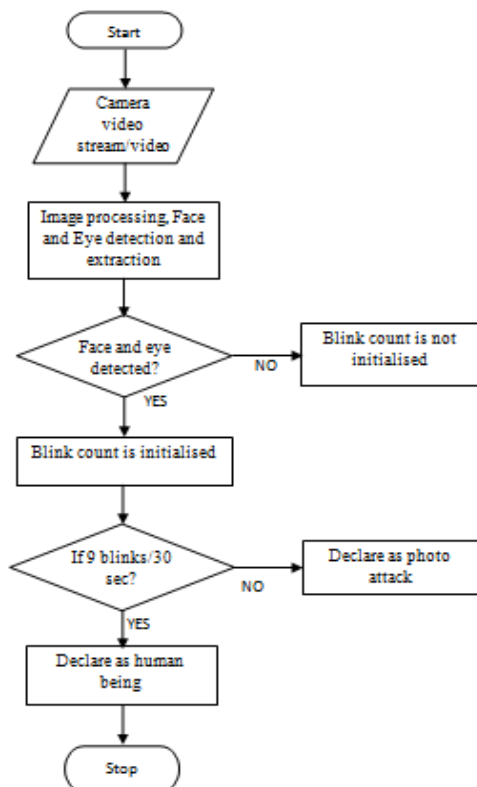 Start
Camera
video
stream/video
Image processing, Face
and Eye detection and
extraction
Face and eye
detected?
NO
Blink count is not
initialised
YES
Blink count is initialised
If 9 blinks/30
sec?
NO
Declare as photo
attack
YES
Declare as human
being
Stop